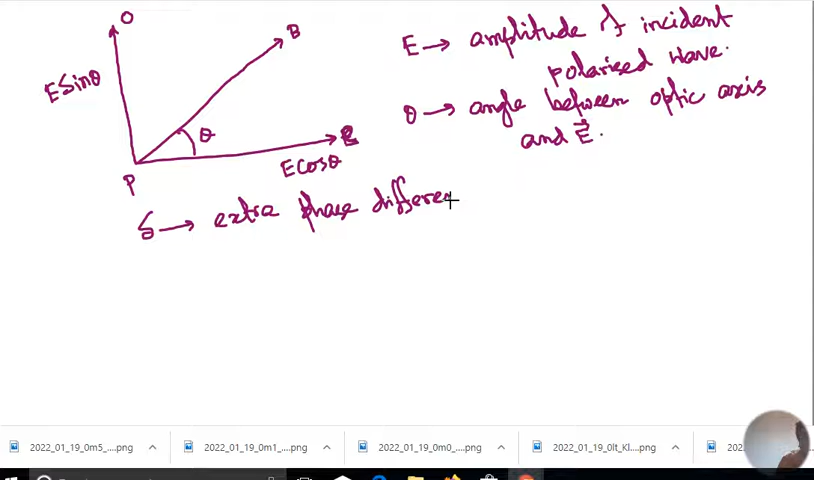 O
B
E → amplitude of incident
polarised wave.
E Sinθ
θ
θ → angle between optic axis
and E⃗.
E cosθ
P
δ → extra phase differen
2022_01_19_0m5_....png
2022_01_19_0m1_....png
2022_01_19_0m0_....png
2022_01_19_0lt_Kl....png
2022